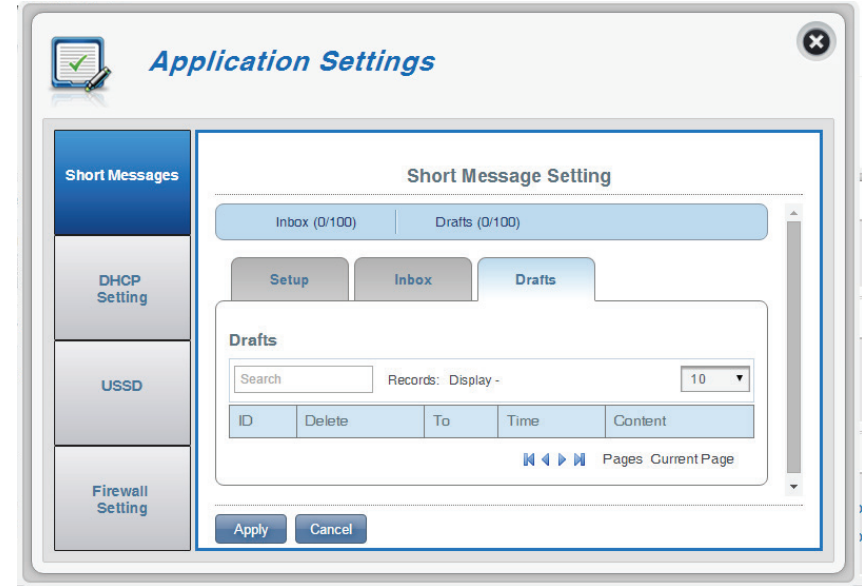 Application Settings
Short Messages
DHCP
Setting
USSD
Firewall
Setting
Short Message Setting
Inbox (0/100) Drafts (0/100)
Setup Inbox Drafts
Drafts
Search Records: Display - 10
ID Delete To Time Content
Pages Current Page
Apply Cancel